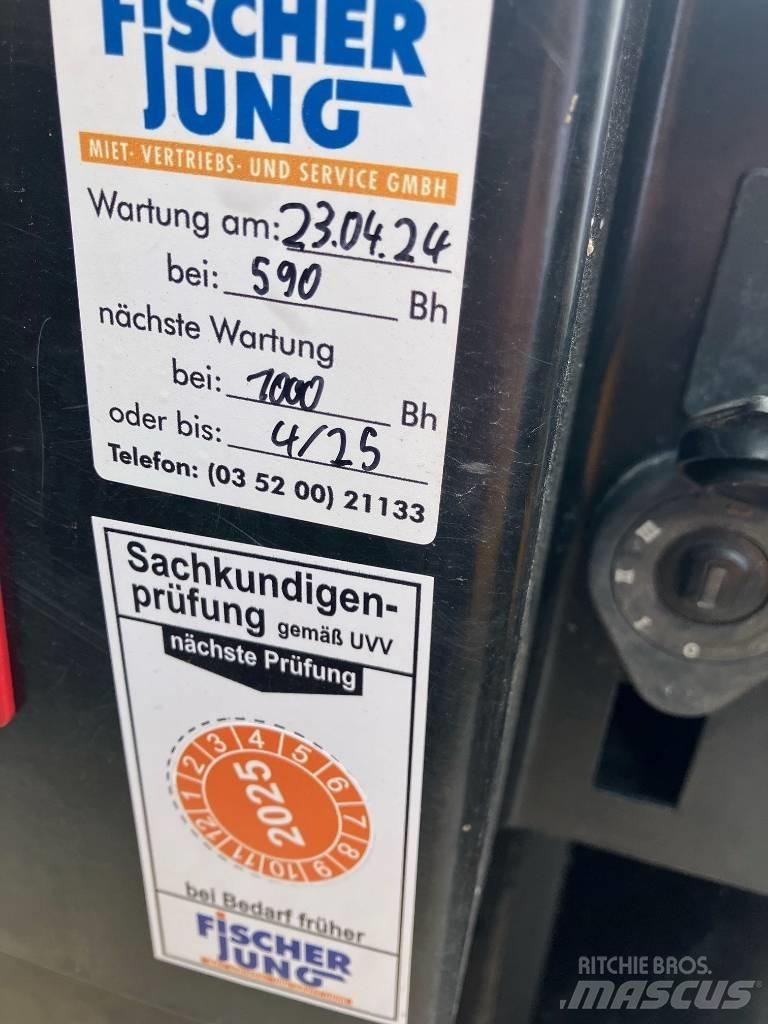 FISCHER
JUNG
MIET- VERTRIEBS- UND SERVICE GMBH
Wartung am: 23.04.24
bei: 590 Bh
nächste Wartung
bei: 1000 Bh
oder bis: 4/25
Telefon: (03 52 00) 21133
Sachkundigen-
prüfung gemäß UVV
nächste Prüfung
1 2 3 4 5 6 7 8 9 10 11 12
2025
bei Bedarf früher
FISCHER
JUNG
O I II III
RITCHIE BROS.
MASCUS